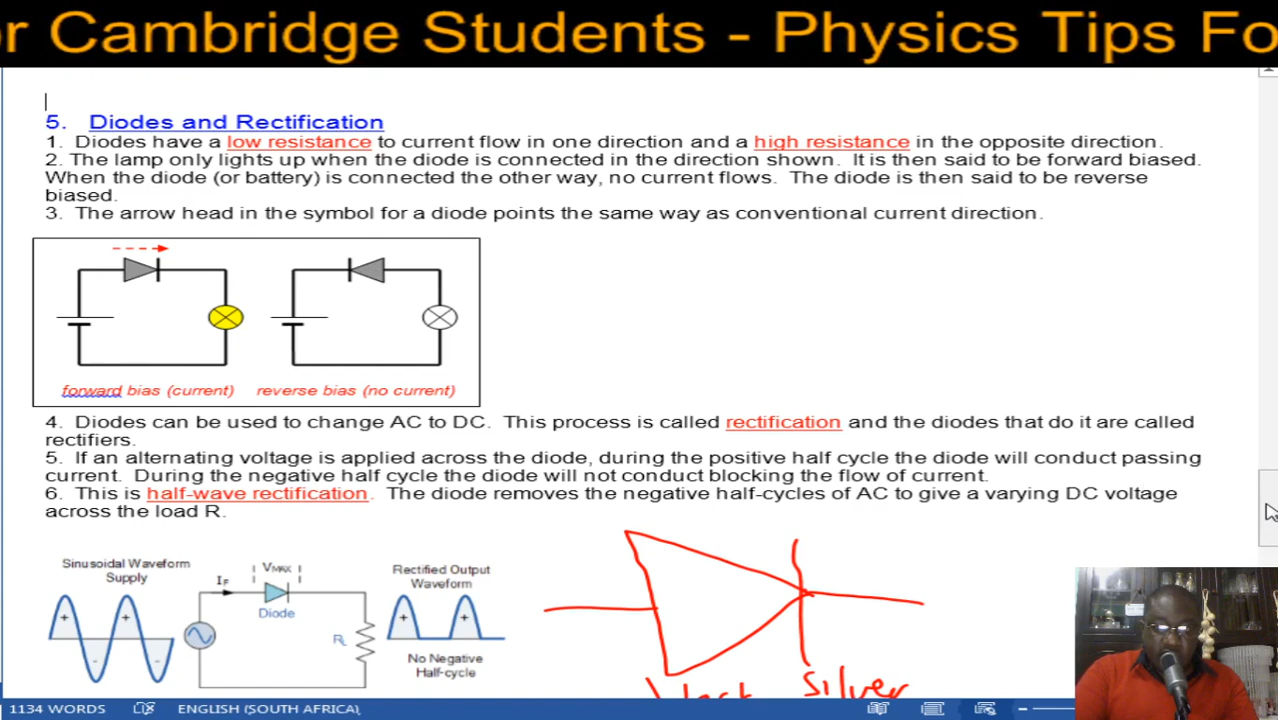 r Cambridge Students - Physics Tips Fo
5. Diodes and Rectification
1. Diodes have a low resistance to current flow in one direction and a high resistance in the opposite direction.
2. The lamp only lights up when the diode is connected in the direction shown. It is then said to be forward biased.
When the diode (or battery) is connected the other way, no current flows. The diode is then said to be reverse
biased.
3. The arrow head in the symbol for a diode points the same way as conventional current direction.
forward bias (current)
reverse bias (no current)
4. Diodes can be used to change AC to DC. This process is called rectification and the diodes that do it are called
rectifiers.
5. If an alternating voltage is applied across the diode, during the positive half cycle the diode will conduct passing
current. During the negative half cycle the diode will not conduct blocking the flow of current.
6. This is half-wave rectification. The diode removes the negative half-cycles of AC to give a varying DC voltage
across the load R.
Sinusoidal Waveform
Supply
+ +
- -
IF
VMAX
Diode
RL
Rectified Output
Waveform
+ +
No Negative
Half-cycle
Silver
1134 WORDS
ENGLISH (SOUTH AFRICA)